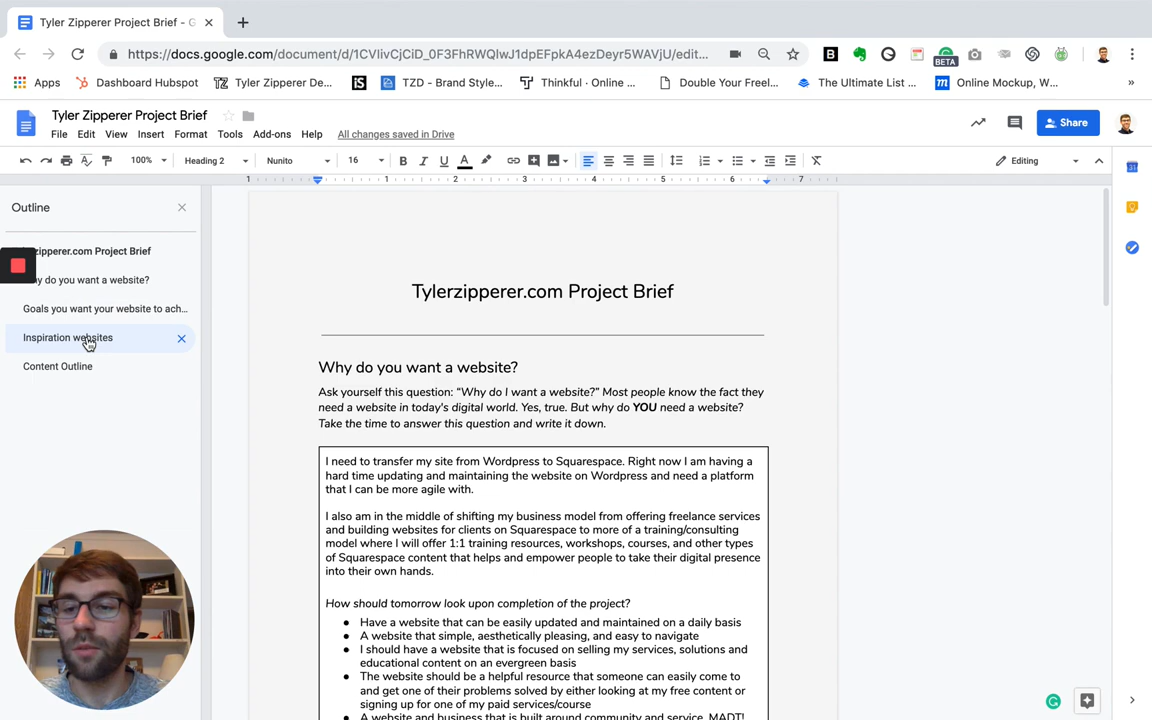 Tyler Zipperer Project Brief - G
https://docs.google.com/document/d/1CVlivCjCiD_0F3FhRWQlwJ1dpEFpkA4ezDeyr5WAVjU/edit...
BETA
Apps Dashboard Hubspot Tyler Zipperer De... TZD - Brand Style... Thinkful - Online ... Double Your Freel... The Ultimate List ... Online Mockup, W... »
Tyler Zipperer Project Brief
Share
File Edit View Insert Format Tools Add-ons Help All changes saved in Drive
100% Heading 2 Nunito 16 B I U A Editing
1 1 2 3 4 5 6 7
Outline
zipperer.com Project Brief
y do you want a website?
Goals you want your website to ach...
Inspiration websites
Content Outline
Tylerzipperer.com Project Brief
Why do you want a website?
Ask yourself this question: “Why do I want a website?” Most people know the fact they
need a website in today's digital world. Yes, true. But why do YOU need a website?
Take the time to answer this question and write it down.
I need to transfer my site from Wordpress to Squarespace. Right now I am having a
hard time updating and maintaining the website on Wordpress and need a platform
that I can be more agile with.
I also am in the middle of shifting my business model from offering freelance services
and building websites for clients on Squarespace to more of a training/consulting
model where I will offer 1:1 training resources, workshops, courses, and other types
of Squarespace content that helps and empower people to take their digital presence
into their own hands.
How should tomorrow look upon completion of the project?
● Have a website that can be easily updated and maintained on a daily basis
● A website that simple, aesthetically pleasing, and easy to navigate
● I should have a website that is focused on selling my services, solutions and
educational content on an evergreen basis
● The website should be a helpful resource that someone can easily come to
and get one of their problems solved by either looking at my free content or
signing up for one of my paid services/course
● A website and business that is built around community and service. MADT!